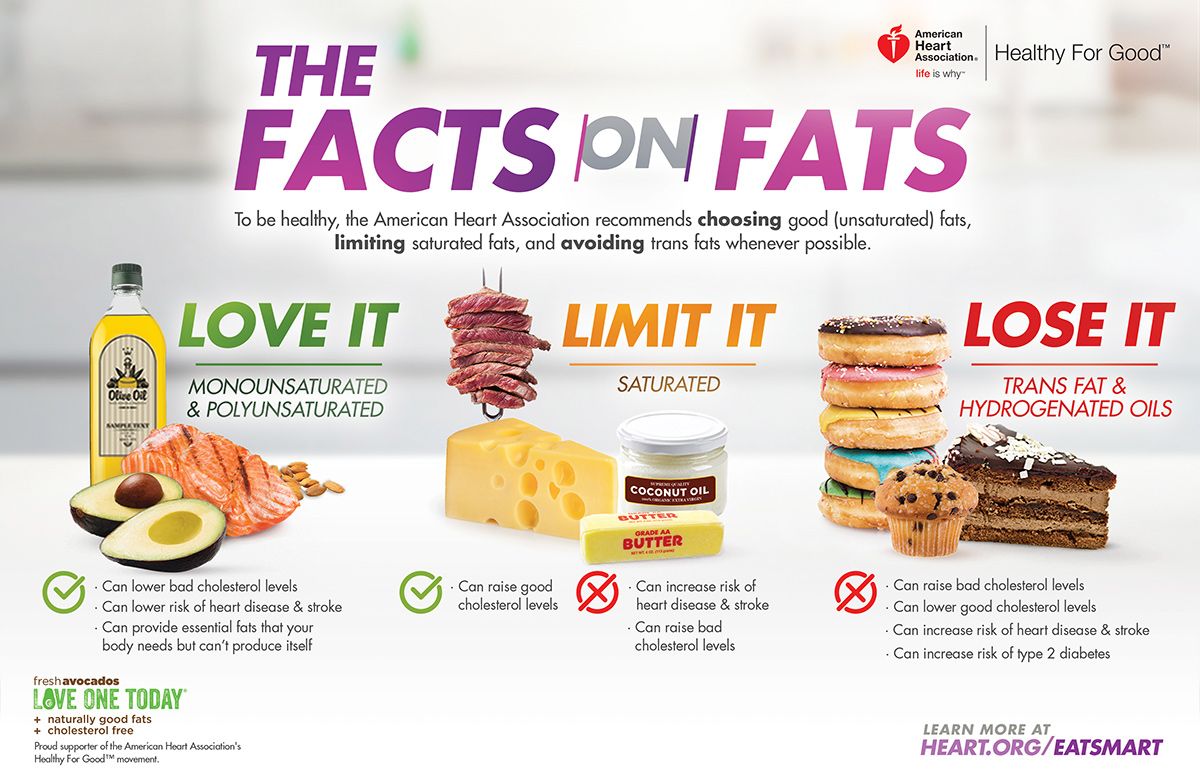 American
Heart
Association®
life is why™
Healthy For Good™
THE
FACTS |ON| FATS
To be healthy, the American Heart Association recommends choosing good (unsaturated) fats,
limiting saturated fats, and avoiding trans fats whenever possible.
LOVE IT
MONOUNSATURATED
& POLYUNSATURATED
Olive Oil
SAMPLE TEXT
· Can lower bad cholesterol levels
· Can lower risk of heart disease & stroke
· Can provide essential fats that your
body needs but can't produce itself
LIMIT IT
SATURATED
SUPREME QUALITY
COCONUT OIL
100% ORGANIC EXTRA VIRGIN
BUTTER
GRADE AA
BUTTER
NET WT. 4 OZ. (113 grams)
· Can raise good
cholesterol levels
· Can increase risk of
heart disease & stroke
· Can raise bad
cholesterol levels
LOSE IT
TRANS FAT &
HYDROGENATED OILS
· Can raise bad cholesterol levels
· Can lower good cholesterol levels
· Can increase risk of heart disease & stroke
· Can increase risk of type 2 diabetes
freshavocados
LOVE ONE TODAY®
+ naturally good fats
+ cholesterol free
Proud supporter of the American Heart Association's
Healthy For Good™ movement.
LEARN MORE AT
HEART.ORG/EATSMART